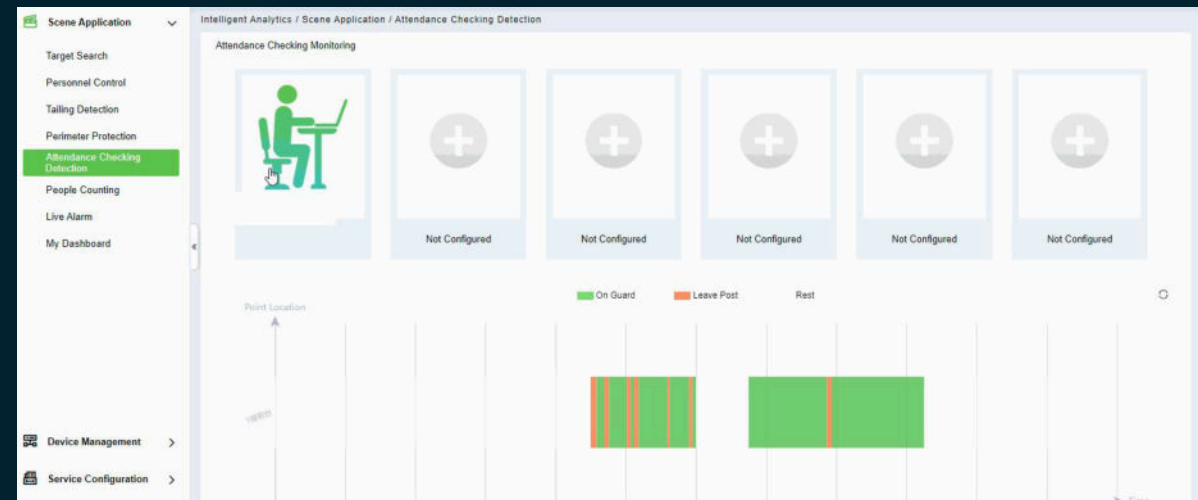 Scene Application
Target Search
Personnel Control
Tailing Detection
Perimeter Protection
Attendance Checking
Detection
People Counting
Live Alarm
My Dashboard
Device Management
Service Configuration
Intelligent Analytics / Scene Application / Attendance Checking Detection
Attendance Checking Monitoring
Not Configured
Not Configured
Not Configured
Not Configured
Not Configured
On Guard
Leave Post
Rest
Point Location